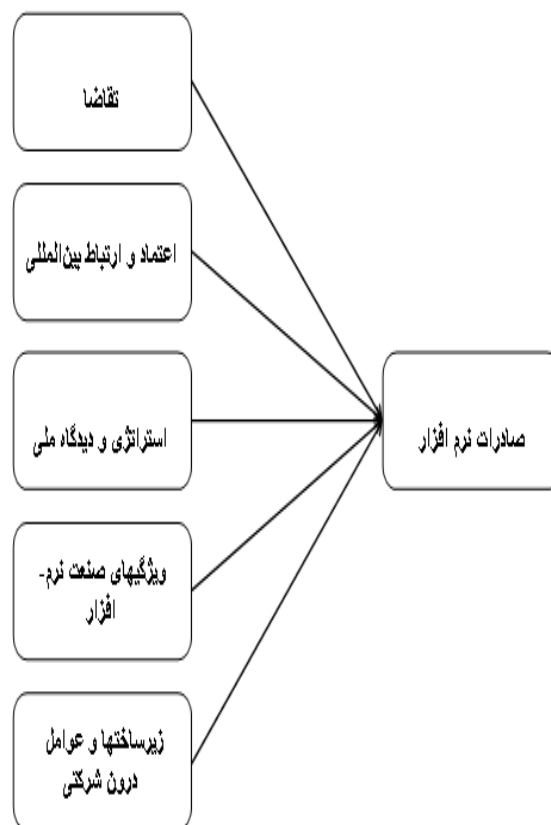 تقاضا
اعتماد و ارتباط بین‌المللی
استراتژی و دیدگاه ملی
ویژگیهای صنعت نرم-
افزار
زیرساختها و عوامل
درون شرکتی
صادرات نرم افزار